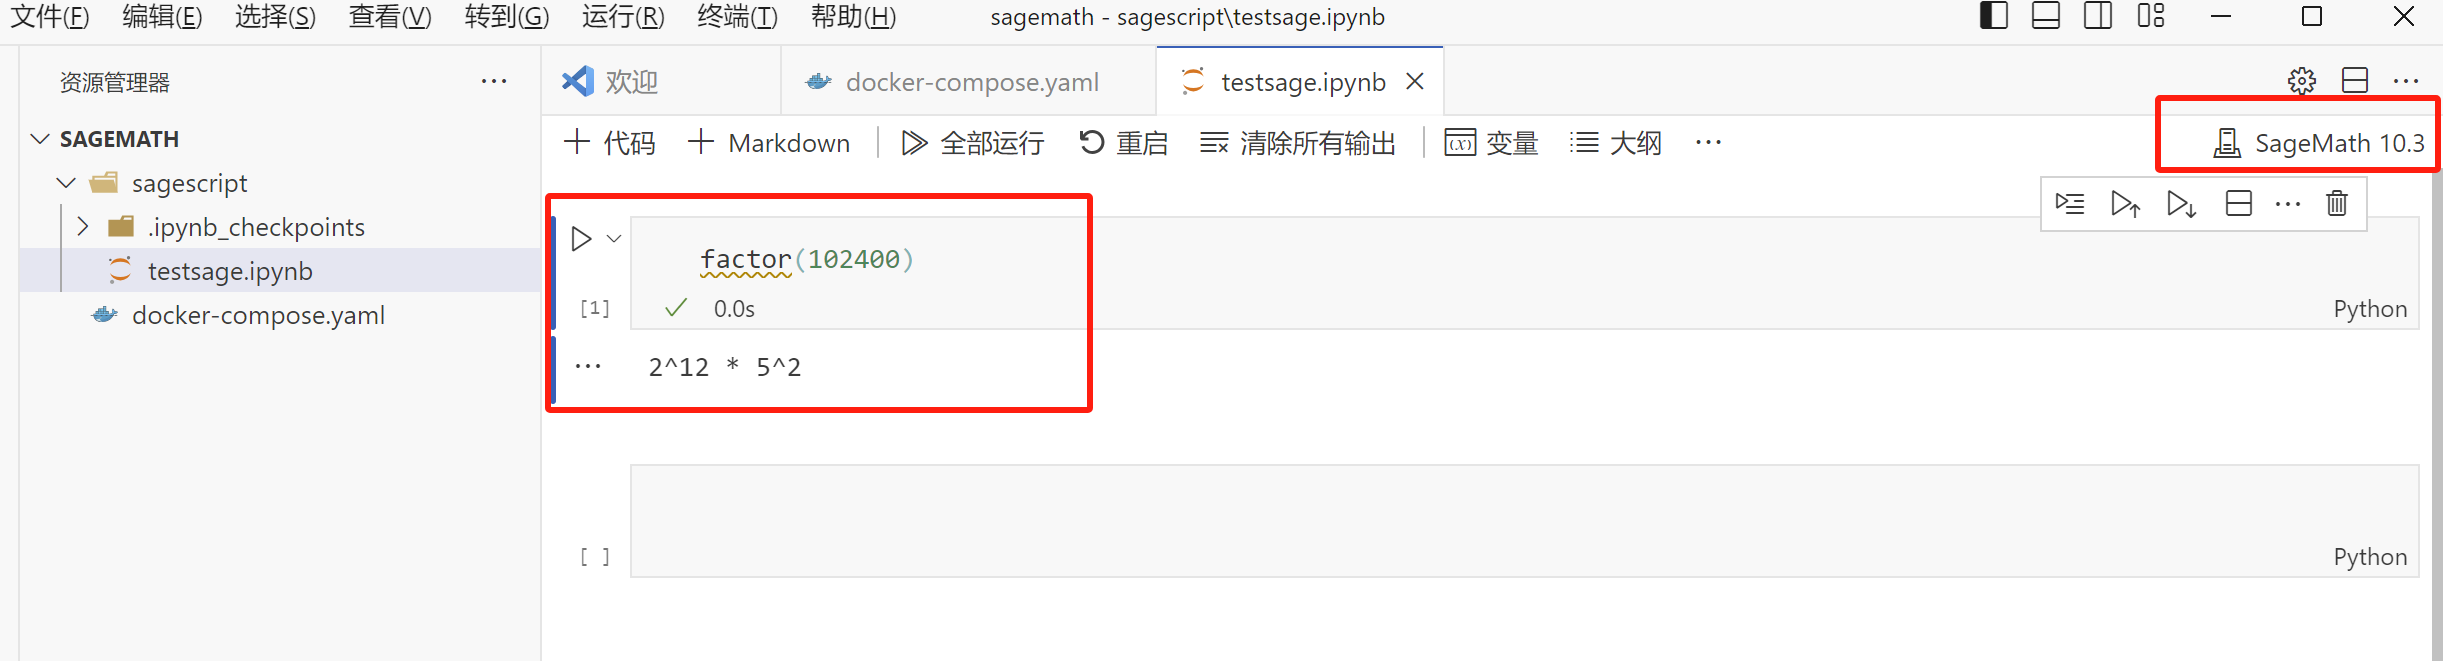 文件(F) 编辑(E) 选择(S) 查看(V) 转到(G) 运行(R) 终端(T) 帮助(H) sagemath - sagescript\testsage.ipynb
资源管理器 ···
欢迎 docker-compose.yaml testsage.ipynb
SAGEMATH
sagescript
.ipynb_checkpoints
testsage.ipynb
docker-compose.yaml
+ 代码 + Markdown 全部运行 重启 清除所有输出 (x) 变量 大纲 ··· SageMath 10.3
factor(102400)
[1] 0.0s Python
··· 2^12 * 5^2
[ ] Python